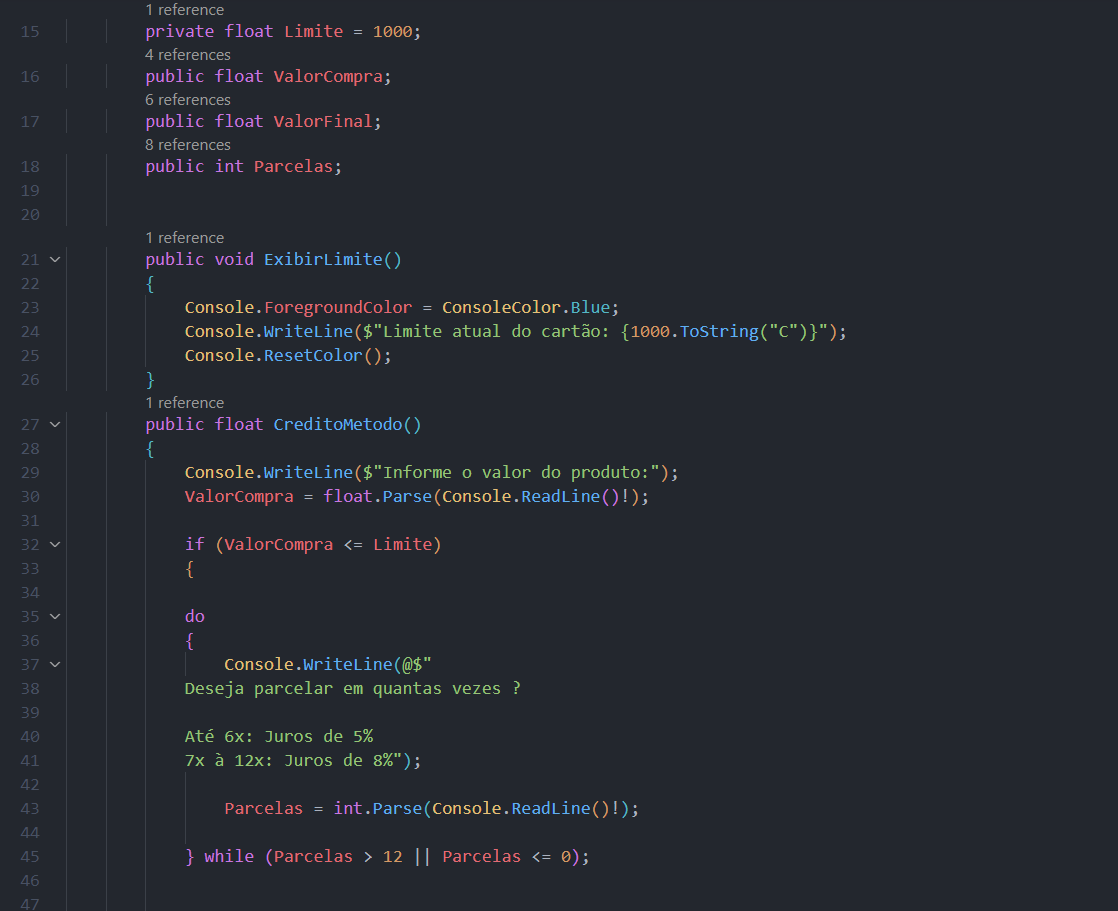 1 reference
15 private float Limite = 1000;
4 references
16 public float ValorCompra;
6 references
17 public float ValorFinal;
8 references
18 public int Parcelas;
19
20
1 reference
21 public void ExibirLimite()
22 {
23 Console.ForegroundColor = ConsoleColor.Blue;
24 Console.WriteLine($"Limite atual do cartão: {1000.ToString("C")}");
25 Console.ResetColor();
26 }
1 reference
27 public float CreditoMetodo()
28 {
29 Console.WriteLine($"Informe o valor do produto:");
30 ValorCompra = float.Parse(Console.ReadLine()!);
31
32 if (ValorCompra <= Limite)
33 {
34
35 do
36 {
37 Console.WriteLine(@$"
38 Deseja parcelar em quantas vezes ?
39
40 Até 6x: Juros de 5%
41 7x à 12x: Juros de 8%");
42
43 Parcelas = int.Parse(Console.ReadLine()!);
44
45 } while (Parcelas > 12 || Parcelas <= 0);
46
47